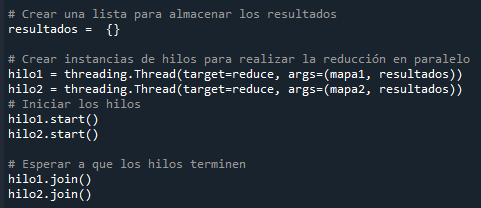 # Crear una lista para almacenar los resultados
resultados =  {}
# Crear instancias de hilos para realizar la reducción en paralelo
hilo1 = threading.Thread(target=reduce, args=(mapa1, resultados))
hilo2 = threading.Thread(target=reduce, args=(mapa2, resultados))
# Iniciar los hilos
hilo1.start()
hilo2.start()
# Esperar a que los hilos terminen
hilo1.join()
hilo2.join()